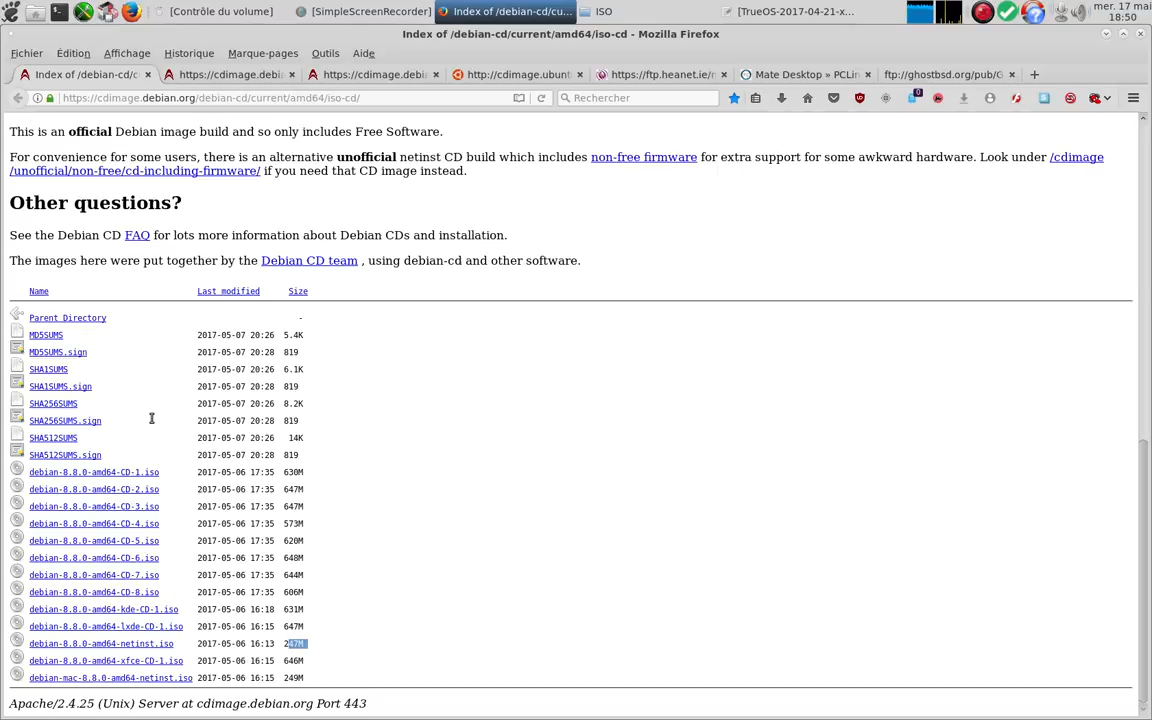 [Contrôle du volume] [SimpleScreenRecorder] Index of /debian-cd/cu... ISO [TrueOS-2017-04-21-x... mer. 17 mai
18:50
Index of /debian-cd/current/amd64/iso-cd - Mozilla Firefox
Fichier Édition Affichage Historique Marque-pages Outils Aide
Index of /debian-cd/c https://cdimage.debi https://cdimage.debi http://cdimage.ubunt https://ftp.heanet.ie/ Mate Desktop » PCLin ftp://ghostbsd.org/pub/G
https://cdimage.debian.org/debian-cd/current/amd64/iso-cd/ Rechercher 0
This is an official Debian image build and so only includes Free Software.
For convenience for some users, there is an alternative unofficial netinst CD build which includes non-free firmware for extra support for some awkward hardware. Look under /cdimage
/unofficial/non-free/cd-including-firmware/ if you need that CD image instead.
Other questions?
See the Debian CD FAQ for lots more information about Debian CDs and installation.
The images here were put together by the Debian CD team , using debian-cd and other software.
Name Last modified Size
Parent Directory -
MD5SUMS 2017-05-07 20:26 5.4K
MD5SUMS.sign 2017-05-07 20:28 819
SHA1SUMS 2017-05-07 20:26 6.1K
SHA1SUMS.sign 2017-05-07 20:28 819
SHA256SUMS 2017-05-07 20:26 8.2K
SHA256SUMS.sign 2017-05-07 20:28 819
SHA512SUMS 2017-05-07 20:26 14K
SHA512SUMS.sign 2017-05-07 20:28 819
debian-8.8.0-amd64-CD-1.iso 2017-05-06 17:35 630M
debian-8.8.0-amd64-CD-2.iso 2017-05-06 17:35 647M
debian-8.8.0-amd64-CD-3.iso 2017-05-06 17:35 647M
debian-8.8.0-amd64-CD-4.iso 2017-05-06 17:35 573M
debian-8.8.0-amd64-CD-5.iso 2017-05-06 17:35 620M
debian-8.8.0-amd64-CD-6.iso 2017-05-06 17:35 648M
debian-8.8.0-amd64-CD-7.iso 2017-05-06 17:35 644M
debian-8.8.0-amd64-CD-8.iso 2017-05-06 17:35 606M
debian-8.8.0-amd64-kde-CD-1.iso 2017-05-06 16:18 631M
debian-8.8.0-amd64-lxde-CD-1.iso 2017-05-06 16:15 647M
debian-8.8.0-amd64-netinst.iso 2017-05-06 16:13 247M
debian-8.8.0-amd64-xfce-CD-1.iso 2017-05-06 16:15 646M
debian-mac-8.8.0-amd64-netinst.iso 2017-05-06 16:15 249M
Apache/2.4.25 (Unix) Server at cdimage.debian.org Port 443